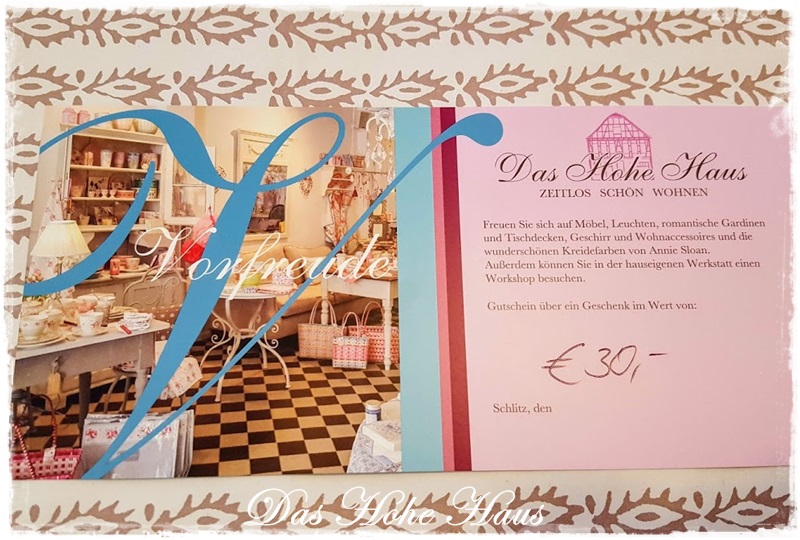 Vorfreude
Das Hohe Haus
ZEITLOS SCHÖN WOHNEN
Freuen Sie sich auf Möbel, Leuchten, romantische Gardinen
und Tischdecken, Geschirr und Wohnaccessoires und die
wunderschönen Kreidefarben von Annie Sloan.
Außerdem können Sie in der hauseigenen Werkstatt einen
Workshop besuchen.
Gutschein über ein Geschenk im Wert von:
€ 30,-
Schlitz, den
Das Hohe Haus